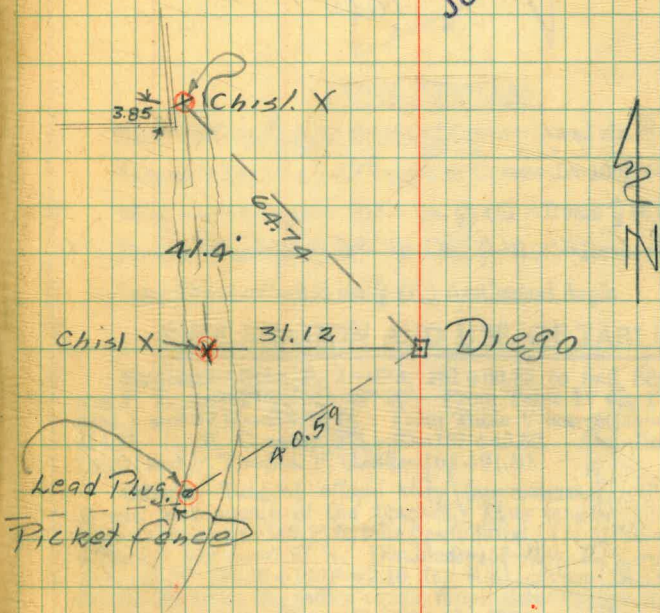 Chisl. X
3.85
64.74
41.4'
Chisl X.
31.12
Diego
40.59
Lead Plug.
Picket fence
N